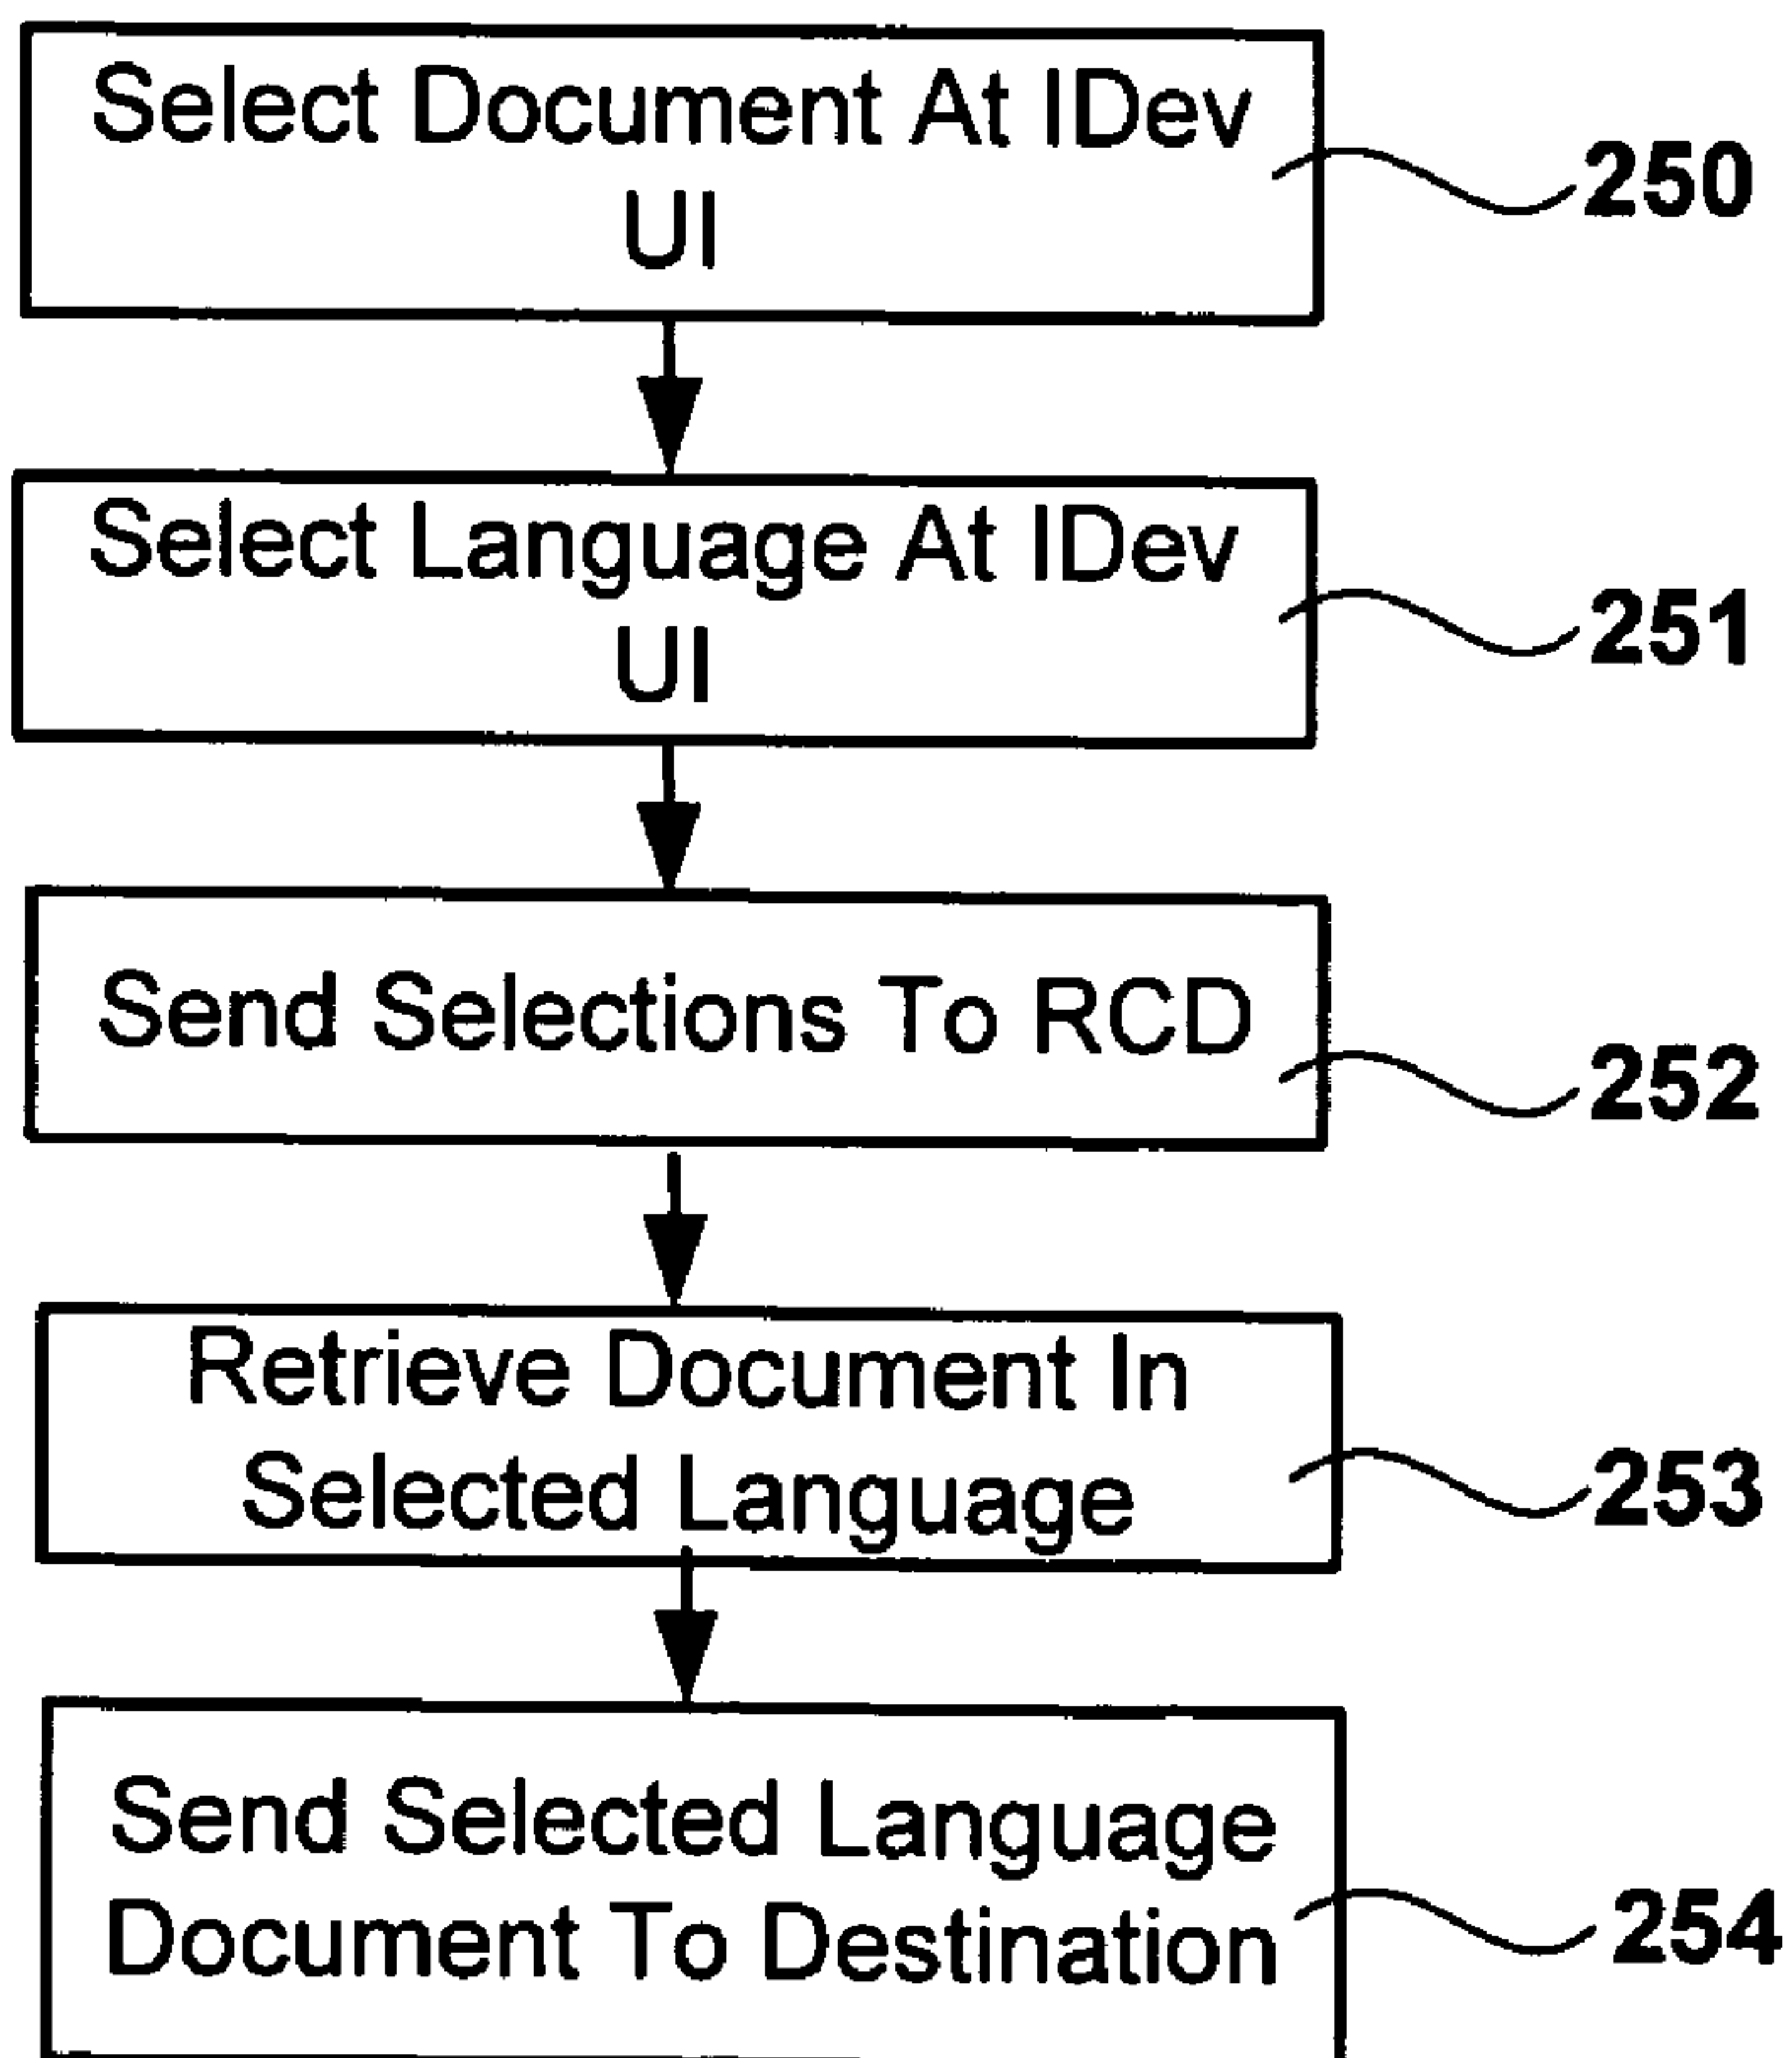 Select Document At IDev
UI
250
Select Language At IDev
UI
251
Send Selections To RCD
252
Retrieve Document In
Selected Language
253
Send Selected Language
Document To Destination
254